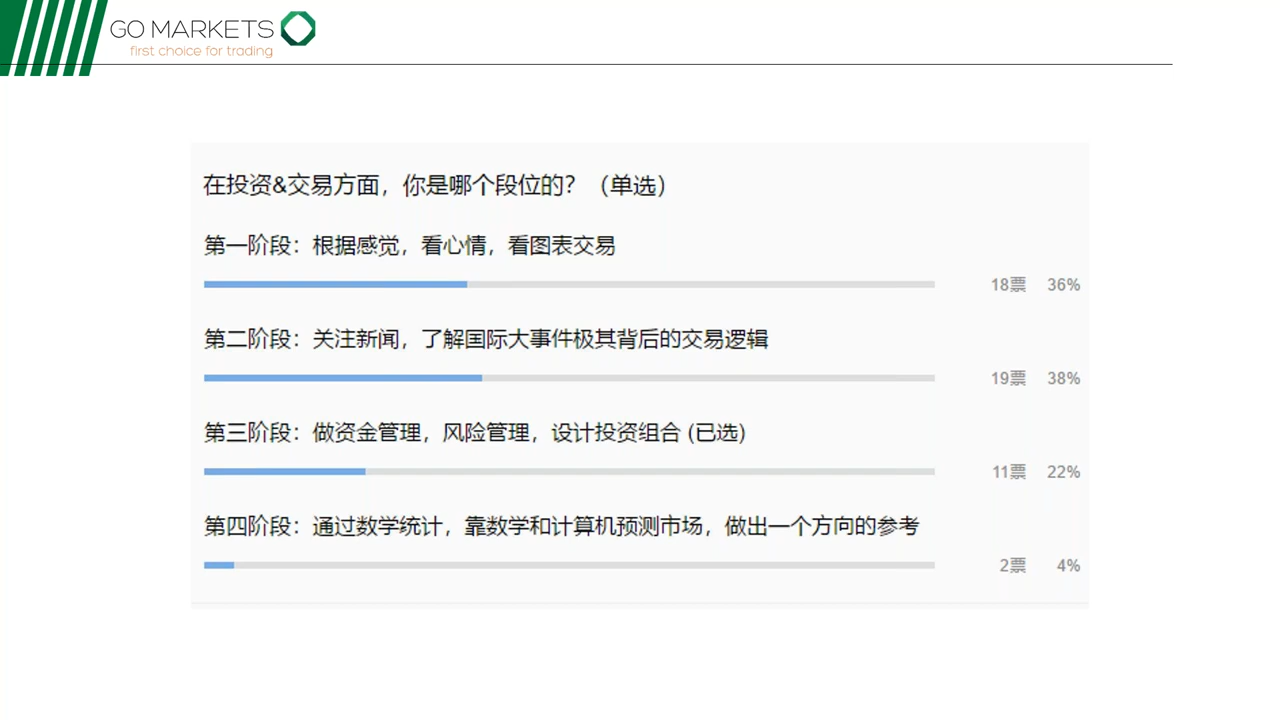 GO MARKETS
first choice for trading
在投资&交易方面，你是哪个段位的？（单选）
第一阶段：根据感觉，看心情，看图表交易
18票 36%
第二阶段：关注新闻，了解国际大事件极其背后的交易逻辑
19票 38%
第三阶段：做资金管理，风险管理，设计投资组合 (已选)
11票 22%
第四阶段：通过数学统计，靠数学和计算机预测市场，做出一个方向的参考
2票 4%